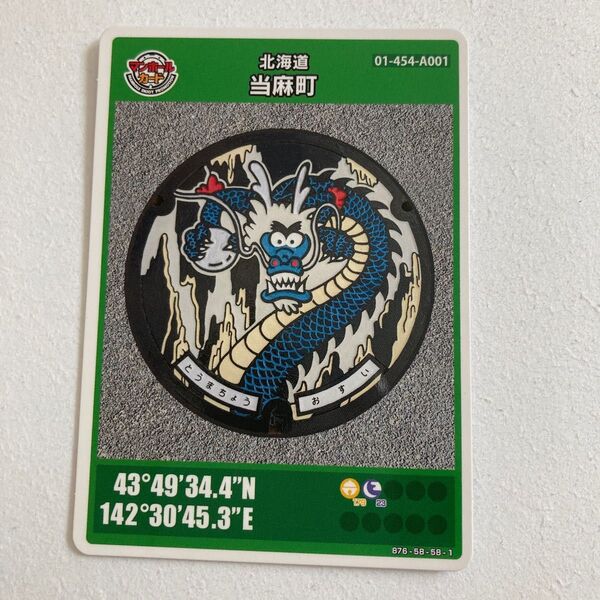 マンホール
カード
北海道
当麻町
01-454-A001
とうまちょう
おすい
43°49'34.4"N
142°30'45.3"E
23
876-58-58-1